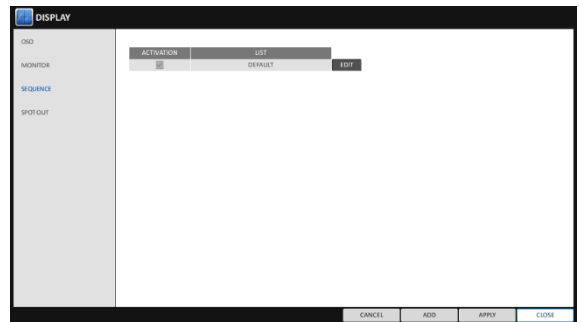 DISPLAY
OSD
MONITOR
SEQUENCE
SPOT OUT
ACTIVATION LIST
DEFAULT EDIT
CANCEL ADD APPLY CLOSE